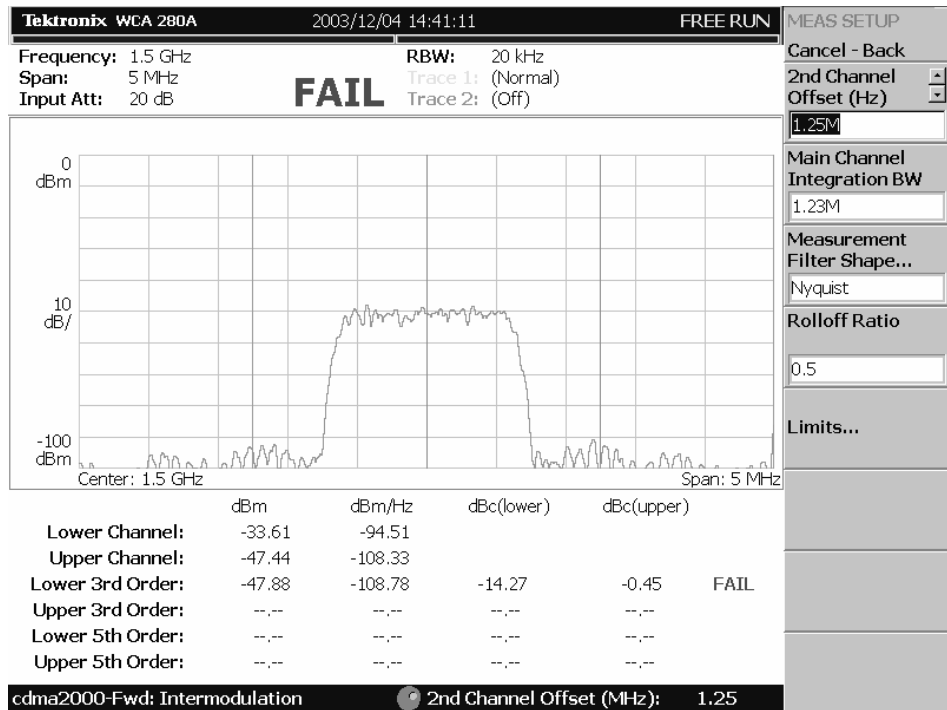 Tektronix WCA 280A 2003/12/04 14:41:11 FREE RUN
Frequency: 1.5 GHz
Span: 5 MHz
Input Att: 20 dB
FAIL
RBW: 20 kHz
Trace 1: (Normal)
Trace 2: (Off)
0
dBm
10
dB/
-100
dBm
Center: 1.5 GHz Span: 5 MHz
dBm dBm/Hz dBc(lower) dBc(upper)
Lower Channel: -33.61 -94.51
Upper Channel: -47.44 -108.33
Lower 3rd Order: -47.88 -108.78 -14.27 -0.45 FAIL
Upper 3rd Order: --.-- --.-- --.-- --.--
Lower 5th Order: --.-- --.-- --.-- --.--
Upper 5th Order: --.-- --.-- --.-- --.--
cdma2000-Fwd: Intermodulation 2nd Channel Offset (MHz): 1.25
MEAS SETUP
Cancel - Back
2nd Channel
Offset (Hz)
1.25M
Main Channel
Integration BW
1.23M
Measurement
Filter Shape...
Nyquist
Rolloff Ratio
0.5
Limits...